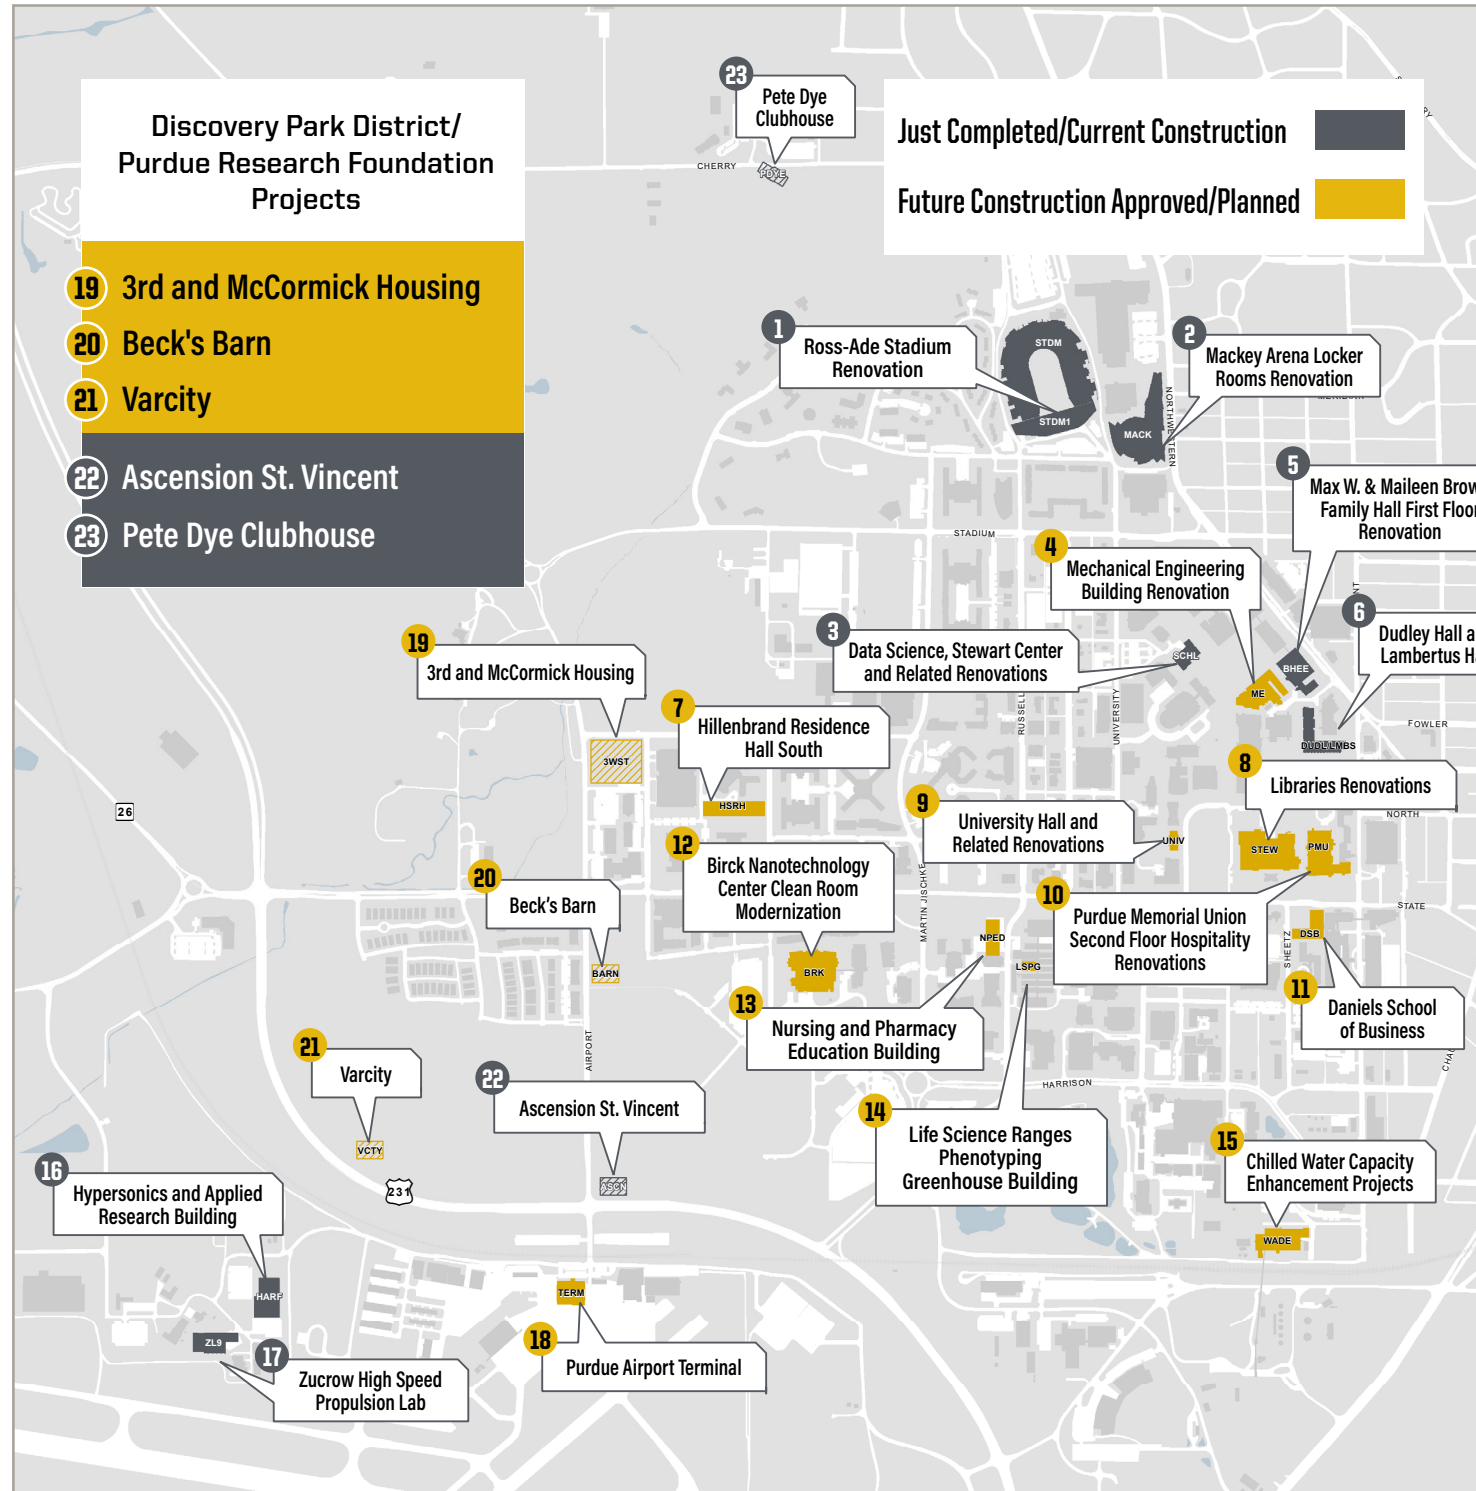 Discovery Park District/
Purdue Research Foundation
Projects
19 3rd and McCormick Housing
20 Beck's Barn
21 Varcity
22 Ascension St. Vincent
23 Pete Dye Clubhouse
Just Completed/Current Construction
Future Construction Approved/Planned
23
Pete Dye
Clubhouse
CHERRY
PDYE
1
Ross-Ade Stadium
Renovation
STDM
STDM1
2
Mackey Arena Locker
Rooms Renovation
MACK
NORTHWESTERN
5
Max W. & Maileen Brow
Family Hall First Floor
Renovation
STADIUM
4
Mechanical Engineering
Building Renovation
6
Dudley Hall a
Lambertus Ha
3
Data Science, Stewart Center
and Related Renovations
SCHL
BHEE
ME
DUDL/LMBS
FOWLER
RUSSELL
UNIVERSITY
19
3rd and McCormick Housing
3WST
7
Hillenbrand Residence
Hall South
HSRH
8
Libraries Renovations
NORTH
STEW
PMU
26
9
University Hall and
Related Renovations
UNIV
12
Birck Nanotechnology
Center Clean Room
Modernization
BRK
20
Beck's Barn
BARN
MARTIN JISCHKE
10
Purdue Memorial Union
Second Floor Hospitality
Renovations
STATE
SHEETZ
DSB
NPED
LSPG
11
Daniels School
of Business
13
Nursing and Pharmacy
Education Building
AIRPORT
21
Varcity
VCTY
22
Ascension St. Vincent
ASCN
HARRISON
14
Life Science Ranges
Phenotyping
Greenhouse Building
15
Chilled Water Capacity
Enhancement Projects
WADE
231
16
Hypersonics and Applied
Research Building
HARF
ZL9
17
Zucrow High Speed
Propulsion Lab
TERM
18
Purdue Airport Terminal